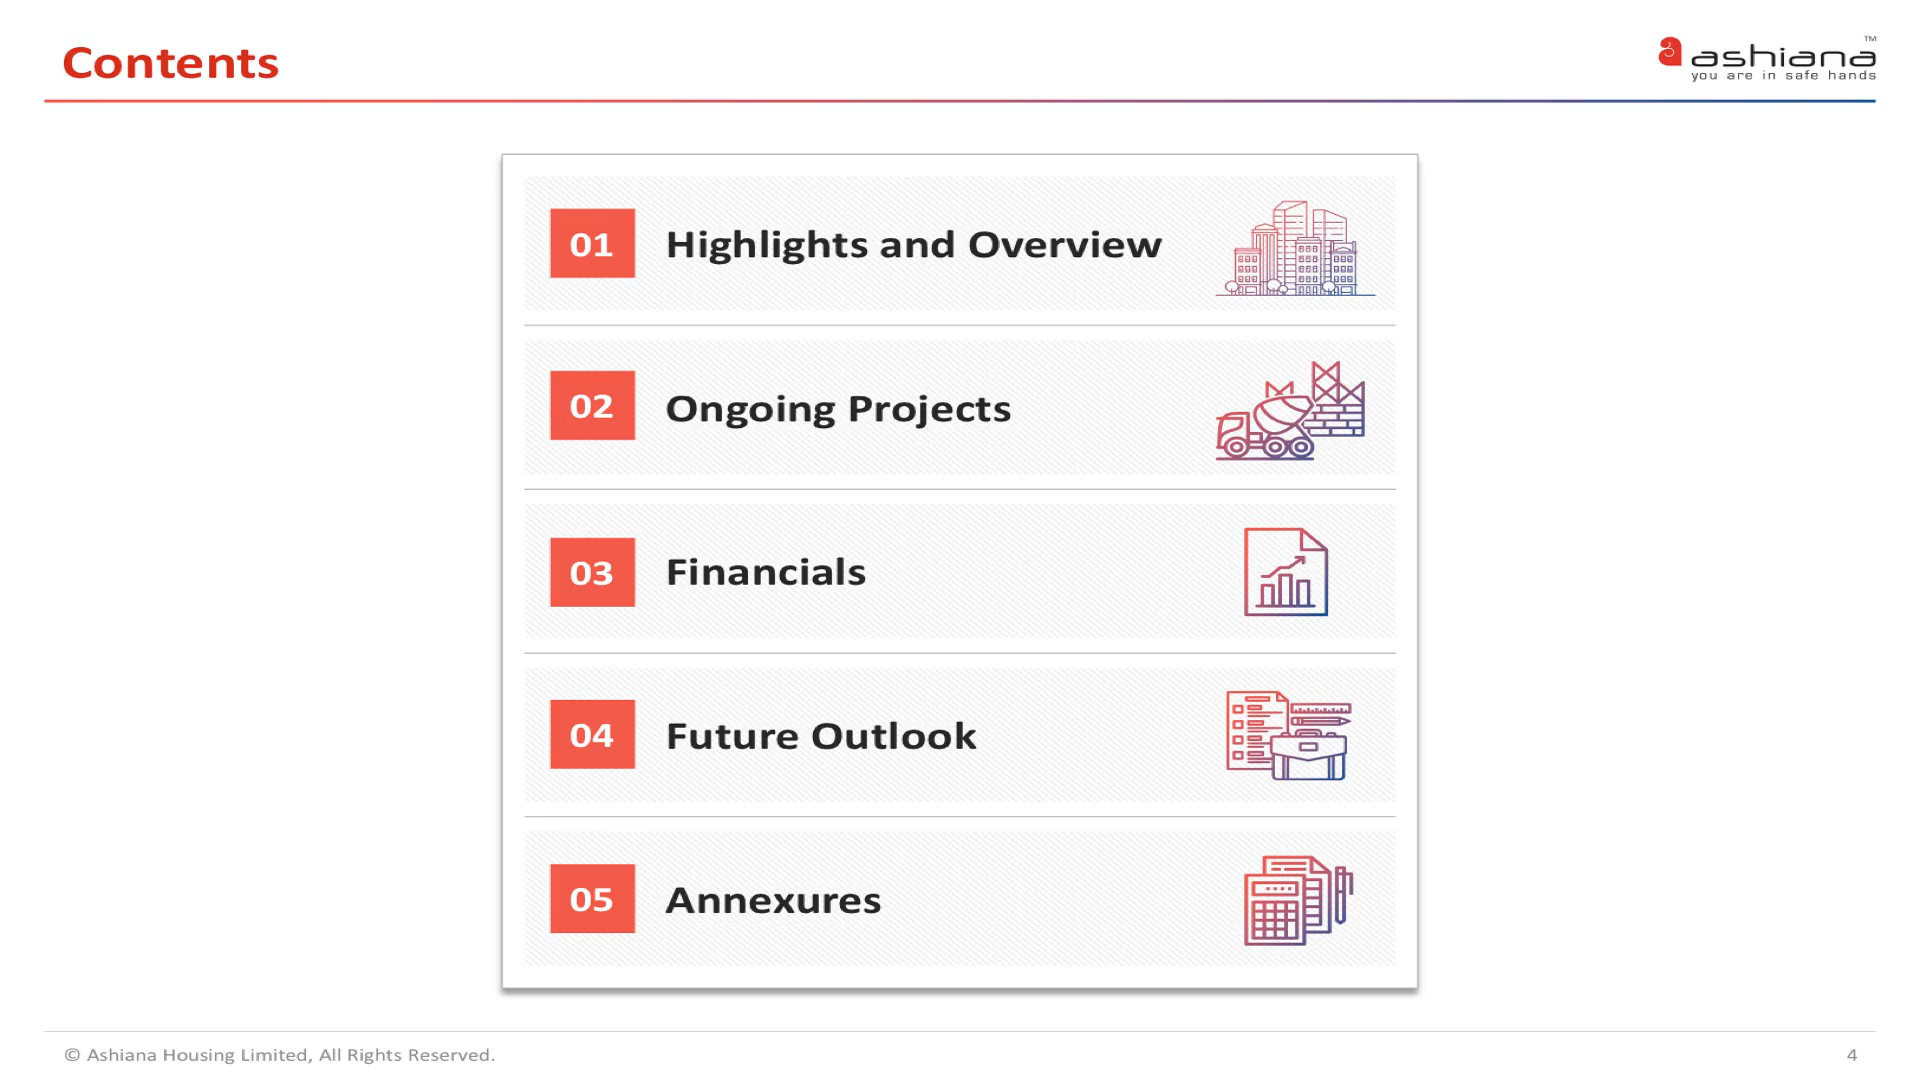 Contents
ashiana
TM
you are in safe hands
01 Highlights and Overview
02 Ongoing Projects
03 Financials
04 Future Outlook
05 Annexures
© Ashiana Housing Limited, All Rights Reserved.
4